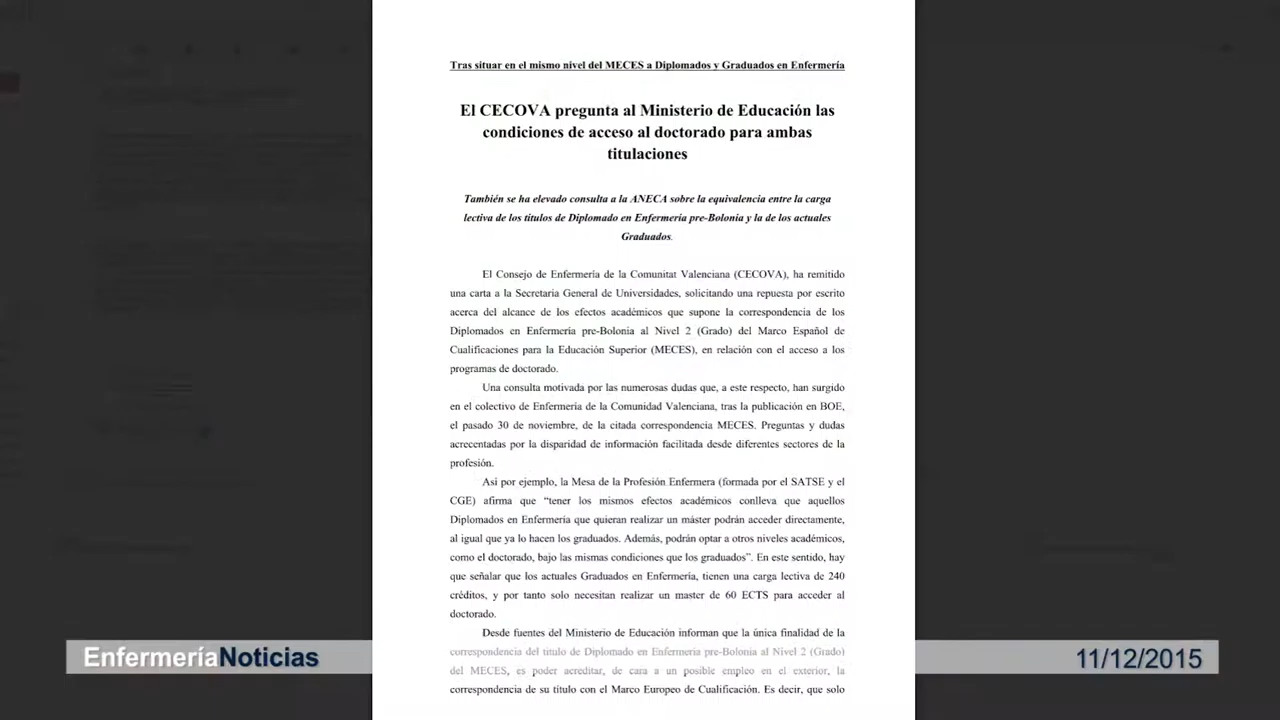 Tras situar en el mismo nivel del MECES a Diplomados y Graduados en Enfermería
El CECOVA pregunta al Ministerio de Educación las
condiciones de acceso al doctorado para ambas
titulaciones
También se ha elevado consulta a la ANECA sobre la equivalencia entre la carga
lectiva de los títulos de Diplomado en Enfermería pre-Bolonia y la de los actuales
Graduados.
El Consejo de Enfermería de la Comunitat Valenciana (CECOVA), ha remitido
una carta a la Secretaria General de Universidades, solicitando una repuesta por escrito
acerca del alcance de los efectos académicos que supone la correspondencia de los
Diplomados en Enfermería pre-Bolonia al Nivel 2 (Grado) del Marco Español de
Cualificaciones para la Educación Superior (MECES), en relación con el acceso a los
programas de doctorado.
Una consulta motivada por las numerosas dudas que, a este respecto, han surgido
en el colectivo de Enfermería de la Comunidad Valenciana, tras la publicación en BOE,
el pasado 30 de noviembre, de la citada correspondencia MECES. Preguntas y dudas
acrecentadas por la disparidad de información facilitada desde diferentes sectores de la
profesión.
Así por ejemplo, la Mesa de la Profesión Enfermera (formada por el SATSE y el
CGE) afirma que “tener los mismos efectos académicos conlleva que aquellos
Diplomados en Enfermería que quieran realizar un máster podrán acceder directamente,
al igual que ya lo hacen los graduados. Además, podrán optar a otros niveles académicos,
como el doctorado, bajo las mismas condiciones que los graduados”. En este sentido, hay
que señalar que los actuales Graduados en Enfermería, tienen una carga lectiva de 240
créditos, y por tanto solo necesitan realizar un master de 60 ECTS para acceder al
doctorado.
Desde fuentes del Ministerio de Educación informan que la única finalidad de la
correspondencia del titulo de Diplomado en Enfermería pre-Bolonia al Nivel 2 (Grado)
del MECES, es poder acreditar, de cara a un posible empleo en el exterior, la
correspondencia de su título con el Marco Europeo de Cualificación. Es decir, que solo
EnfermeríaNoticias
11/12/2015